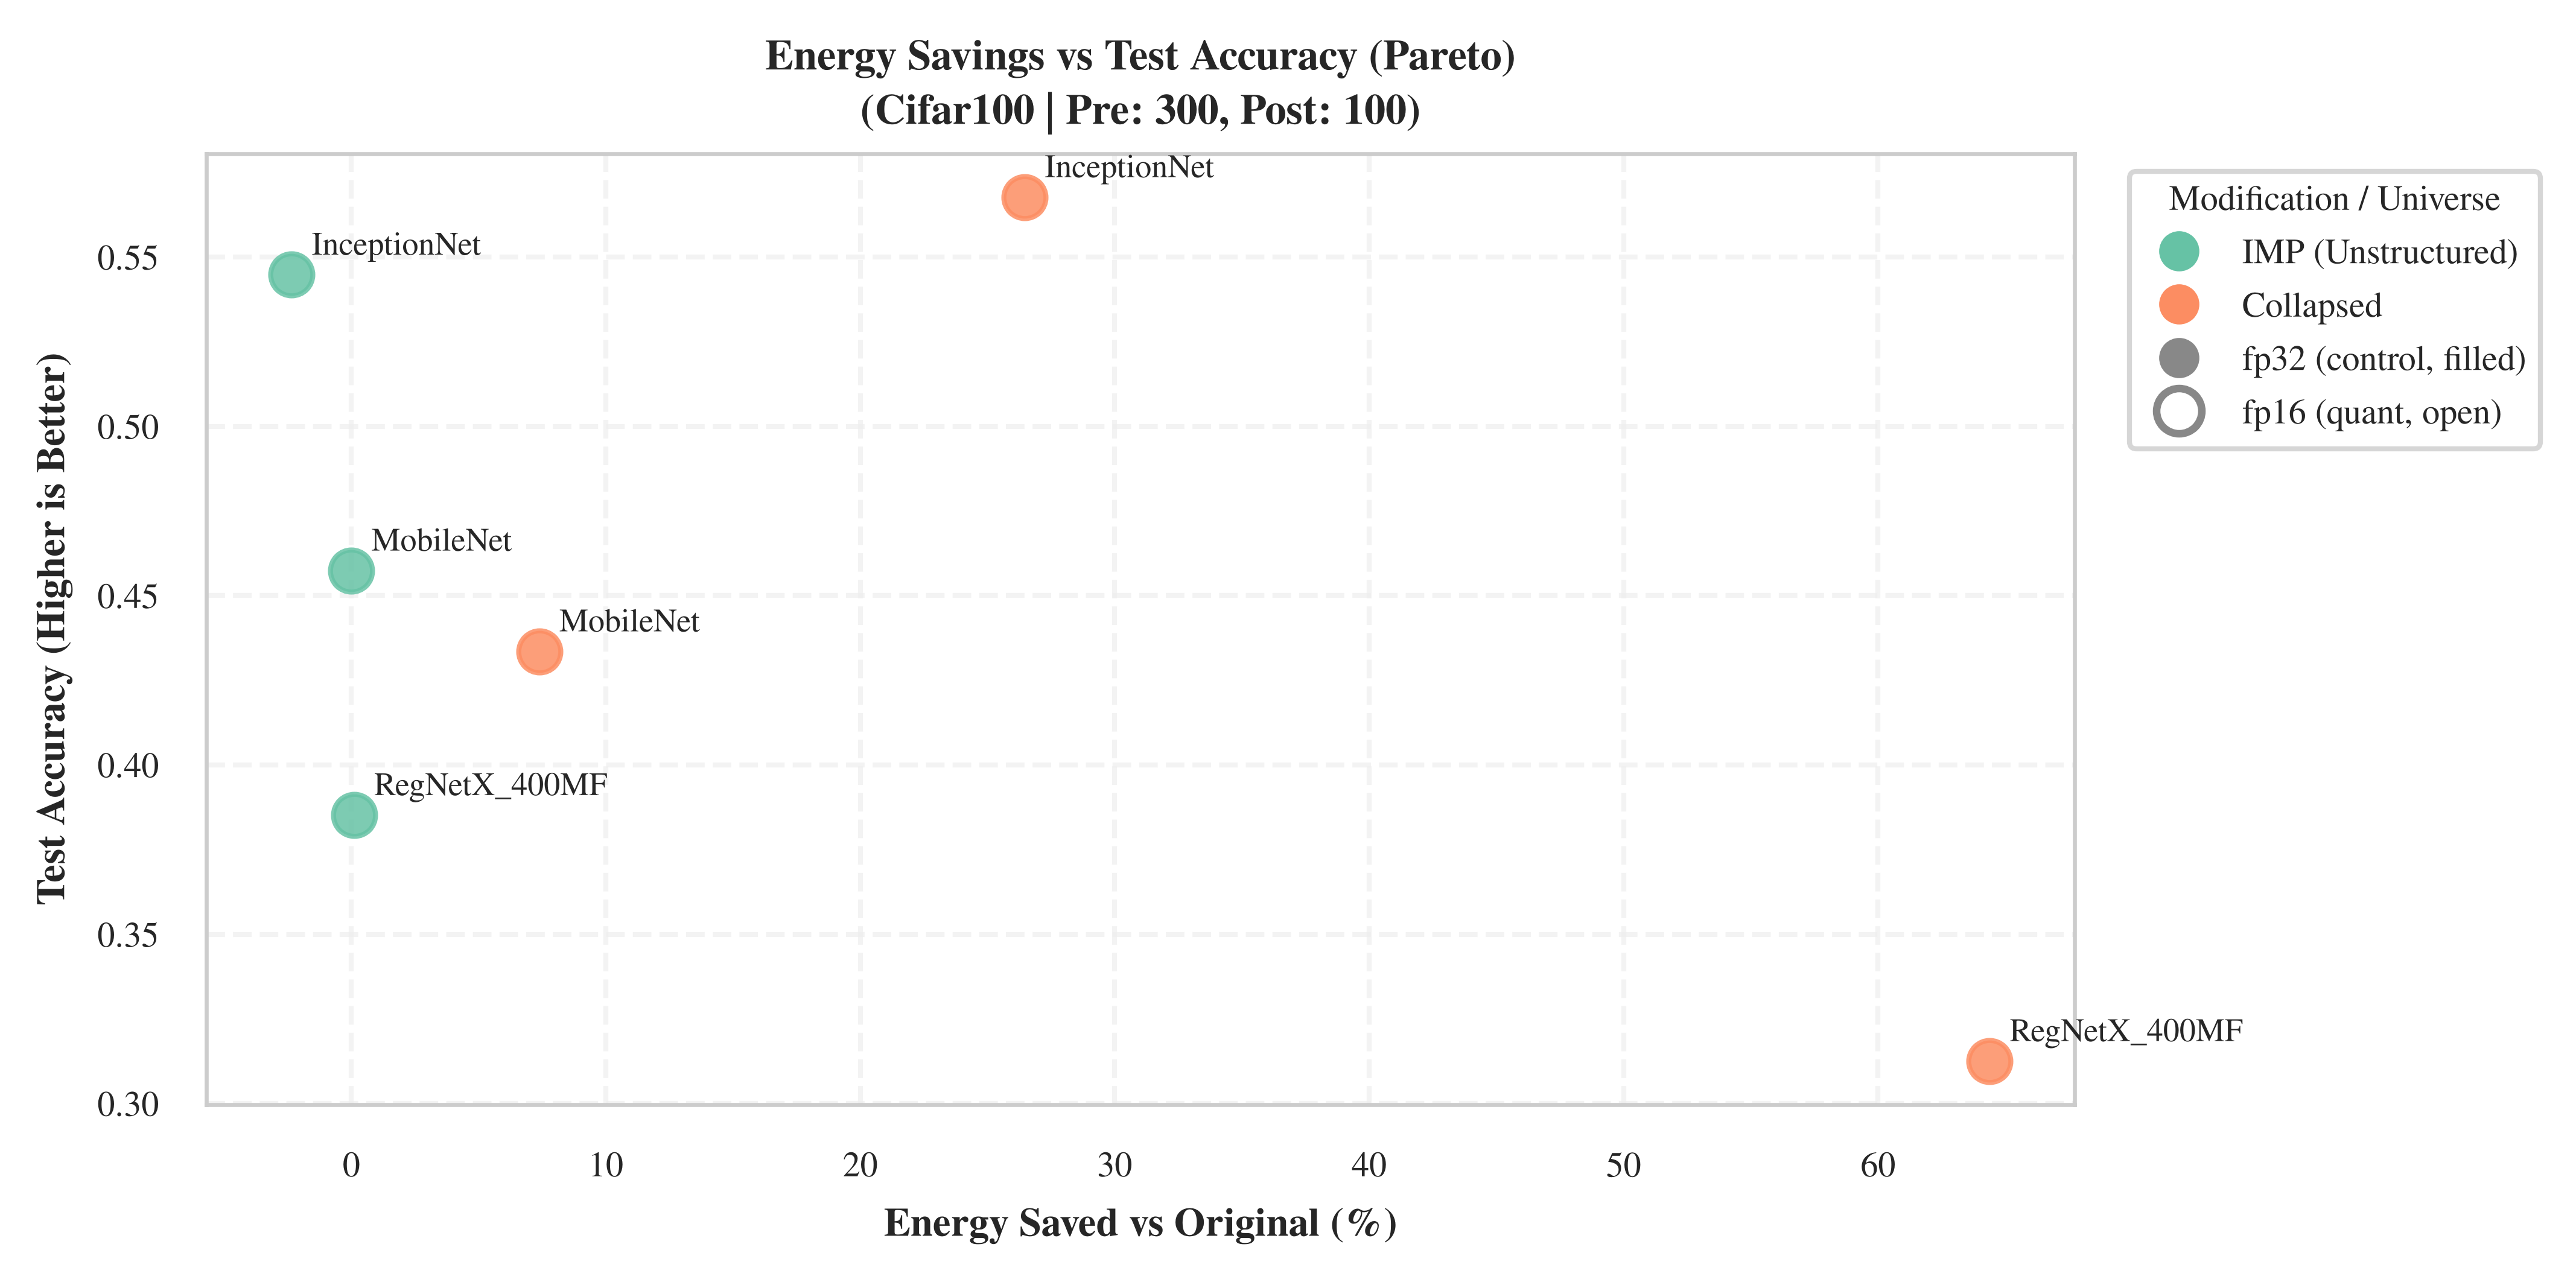 Energy Savings vs Test Accuracy (Pareto)
(Cifar100 | Pre: 300, Post: 100)
Test Accuracy (Higher is Better)
0.55
0.50
0.45
0.40
0.35
0.30
InceptionNet
InceptionNet
MobileNet
MobileNet
RegNetX_400MF
RegNetX_400MF
0 10 20 30 40 50 60
Energy Saved vs Original (%)
Modification / Universe
IMP (Unstructured)
Collapsed
fp32 (control, filled)
fp16 (quant, open)